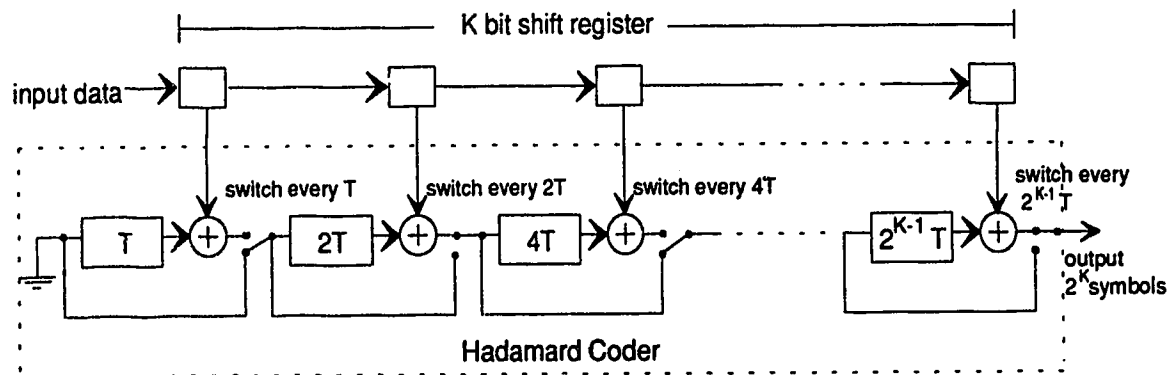 K bit shift register
input data
switch every T
switch every 2T
switch every 4T
switch every
2^{K-1} T
T
+
2T
+
4T
+
2^{K-1} T
+
output
2^K symbols
Hadamard Coder